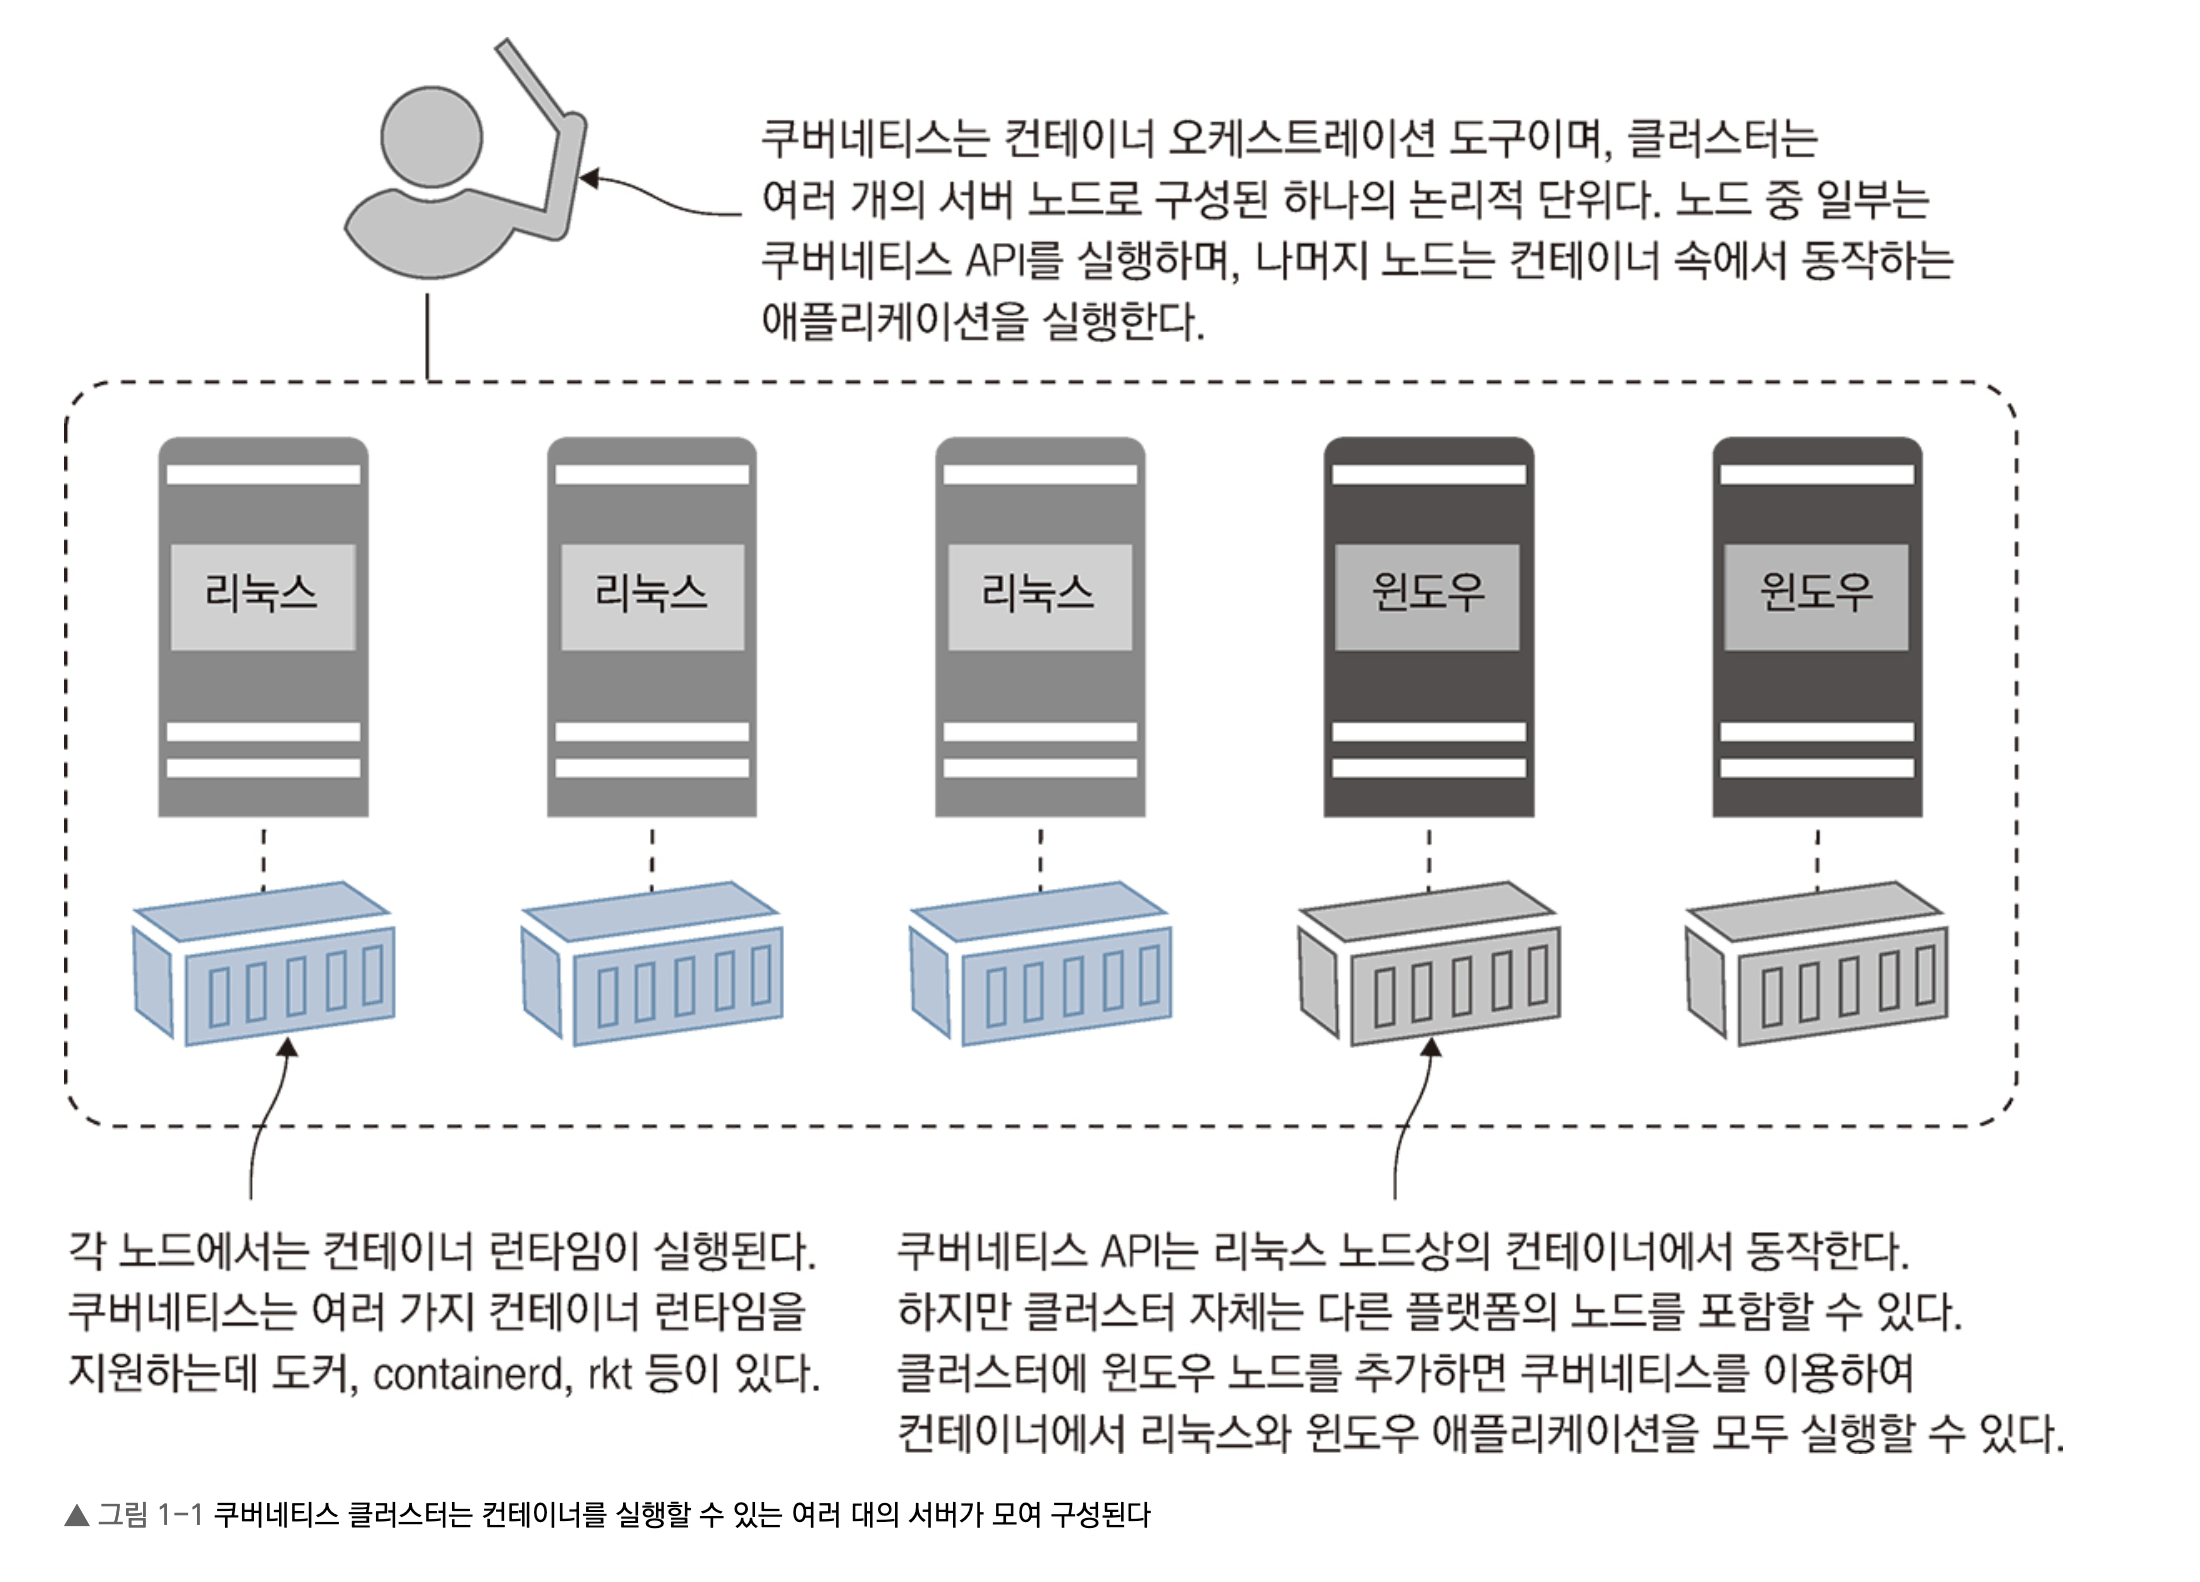 쿠버네티스는 컨테이너 오케스트레이션 도구이며, 클러스터는
여러 개의 서버 노드로 구성된 하나의 논리적 단위다. 노드 중 일부는
쿠버네티스 API를 실행하며, 나머지 노드는 컨테이너 속에서 동작하는
애플리케이션을 실행한다.
리눅스
리눅스
리눅스
윈도우
윈도우
각 노드에서는 컨테이너 런타임이 실행된다.
쿠버네티스는 여러 가지 컨테이너 런타임을
지원하는데 도커, containerd, rkt 등이 있다.
쿠버네티스 API는 리눅스 노드상의 컨테이너에서 동작한다.
하지만 클러스터 자체는 다른 플랫폼의 노드를 포함할 수 있다.
클러스터에 윈도우 노드를 추가하면 쿠버네티스를 이용하여
컨테이너에서 리눅스와 윈도우 애플리케이션을 모두 실행할 수 있다.
▲ 그림 1-1 쿠버네티스 클러스터는 컨테이너를 실행할 수 있는 여러 대의 서버가 모여 구성된다